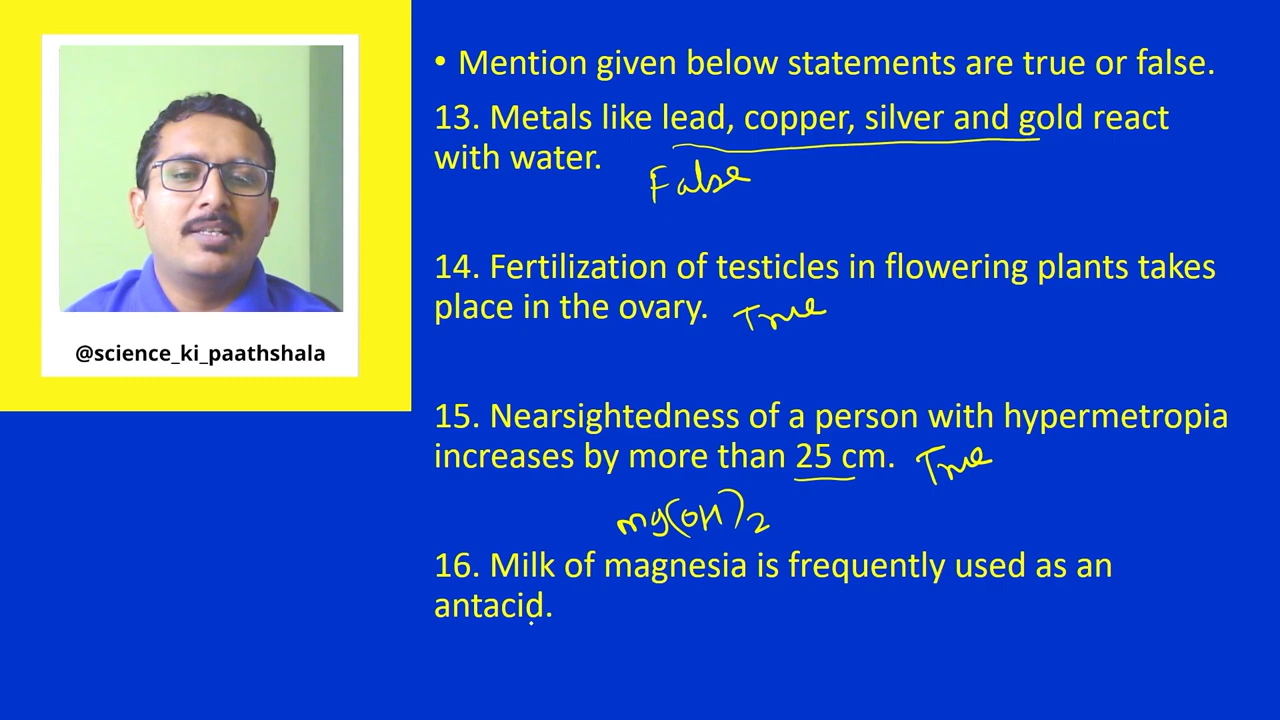 • Mention given below statements are true or false.
13. Metals like lead, copper, silver and gold react
with water.
False
14. Fertilization of testicles in flowering plants takes
place in the ovary. True
15. Nearsightedness of a person with hypermetropia
increases by more than 25 cm. True
mg(OH)2
16. Milk of magnesia is frequently used as an
antacid.
@science_ki_paathshala